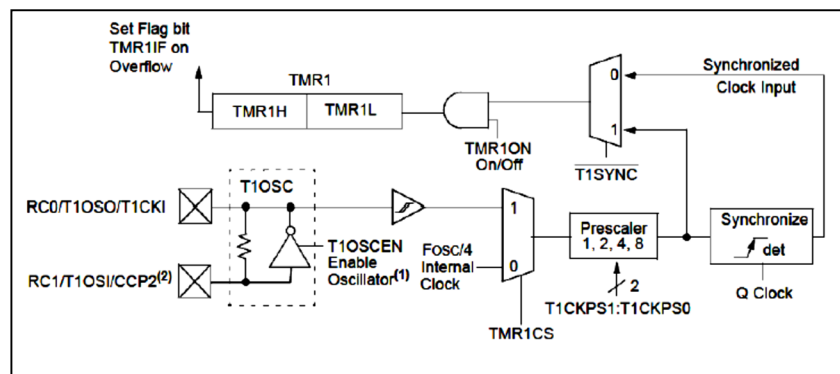 Set Flag bit
TMR1IF on
Overflow
TMR1
TMR1H
TMR1L
TMR1ON
On/Off
0
1
T1SYNC
Synchronized
Clock Input
RC0/T1OSO/T1CKI
T1OSC
RC1/T1OSI/CCP2(2)
T1OSCEN
Enable
Oscillator(1)
FOSC/4
Internal
Clock
1
0
TMR1CS
Prescaler
1, 2, 4, 8
2
T1CKPS1:T1CKPS0
Synchronize
det
Q Clock